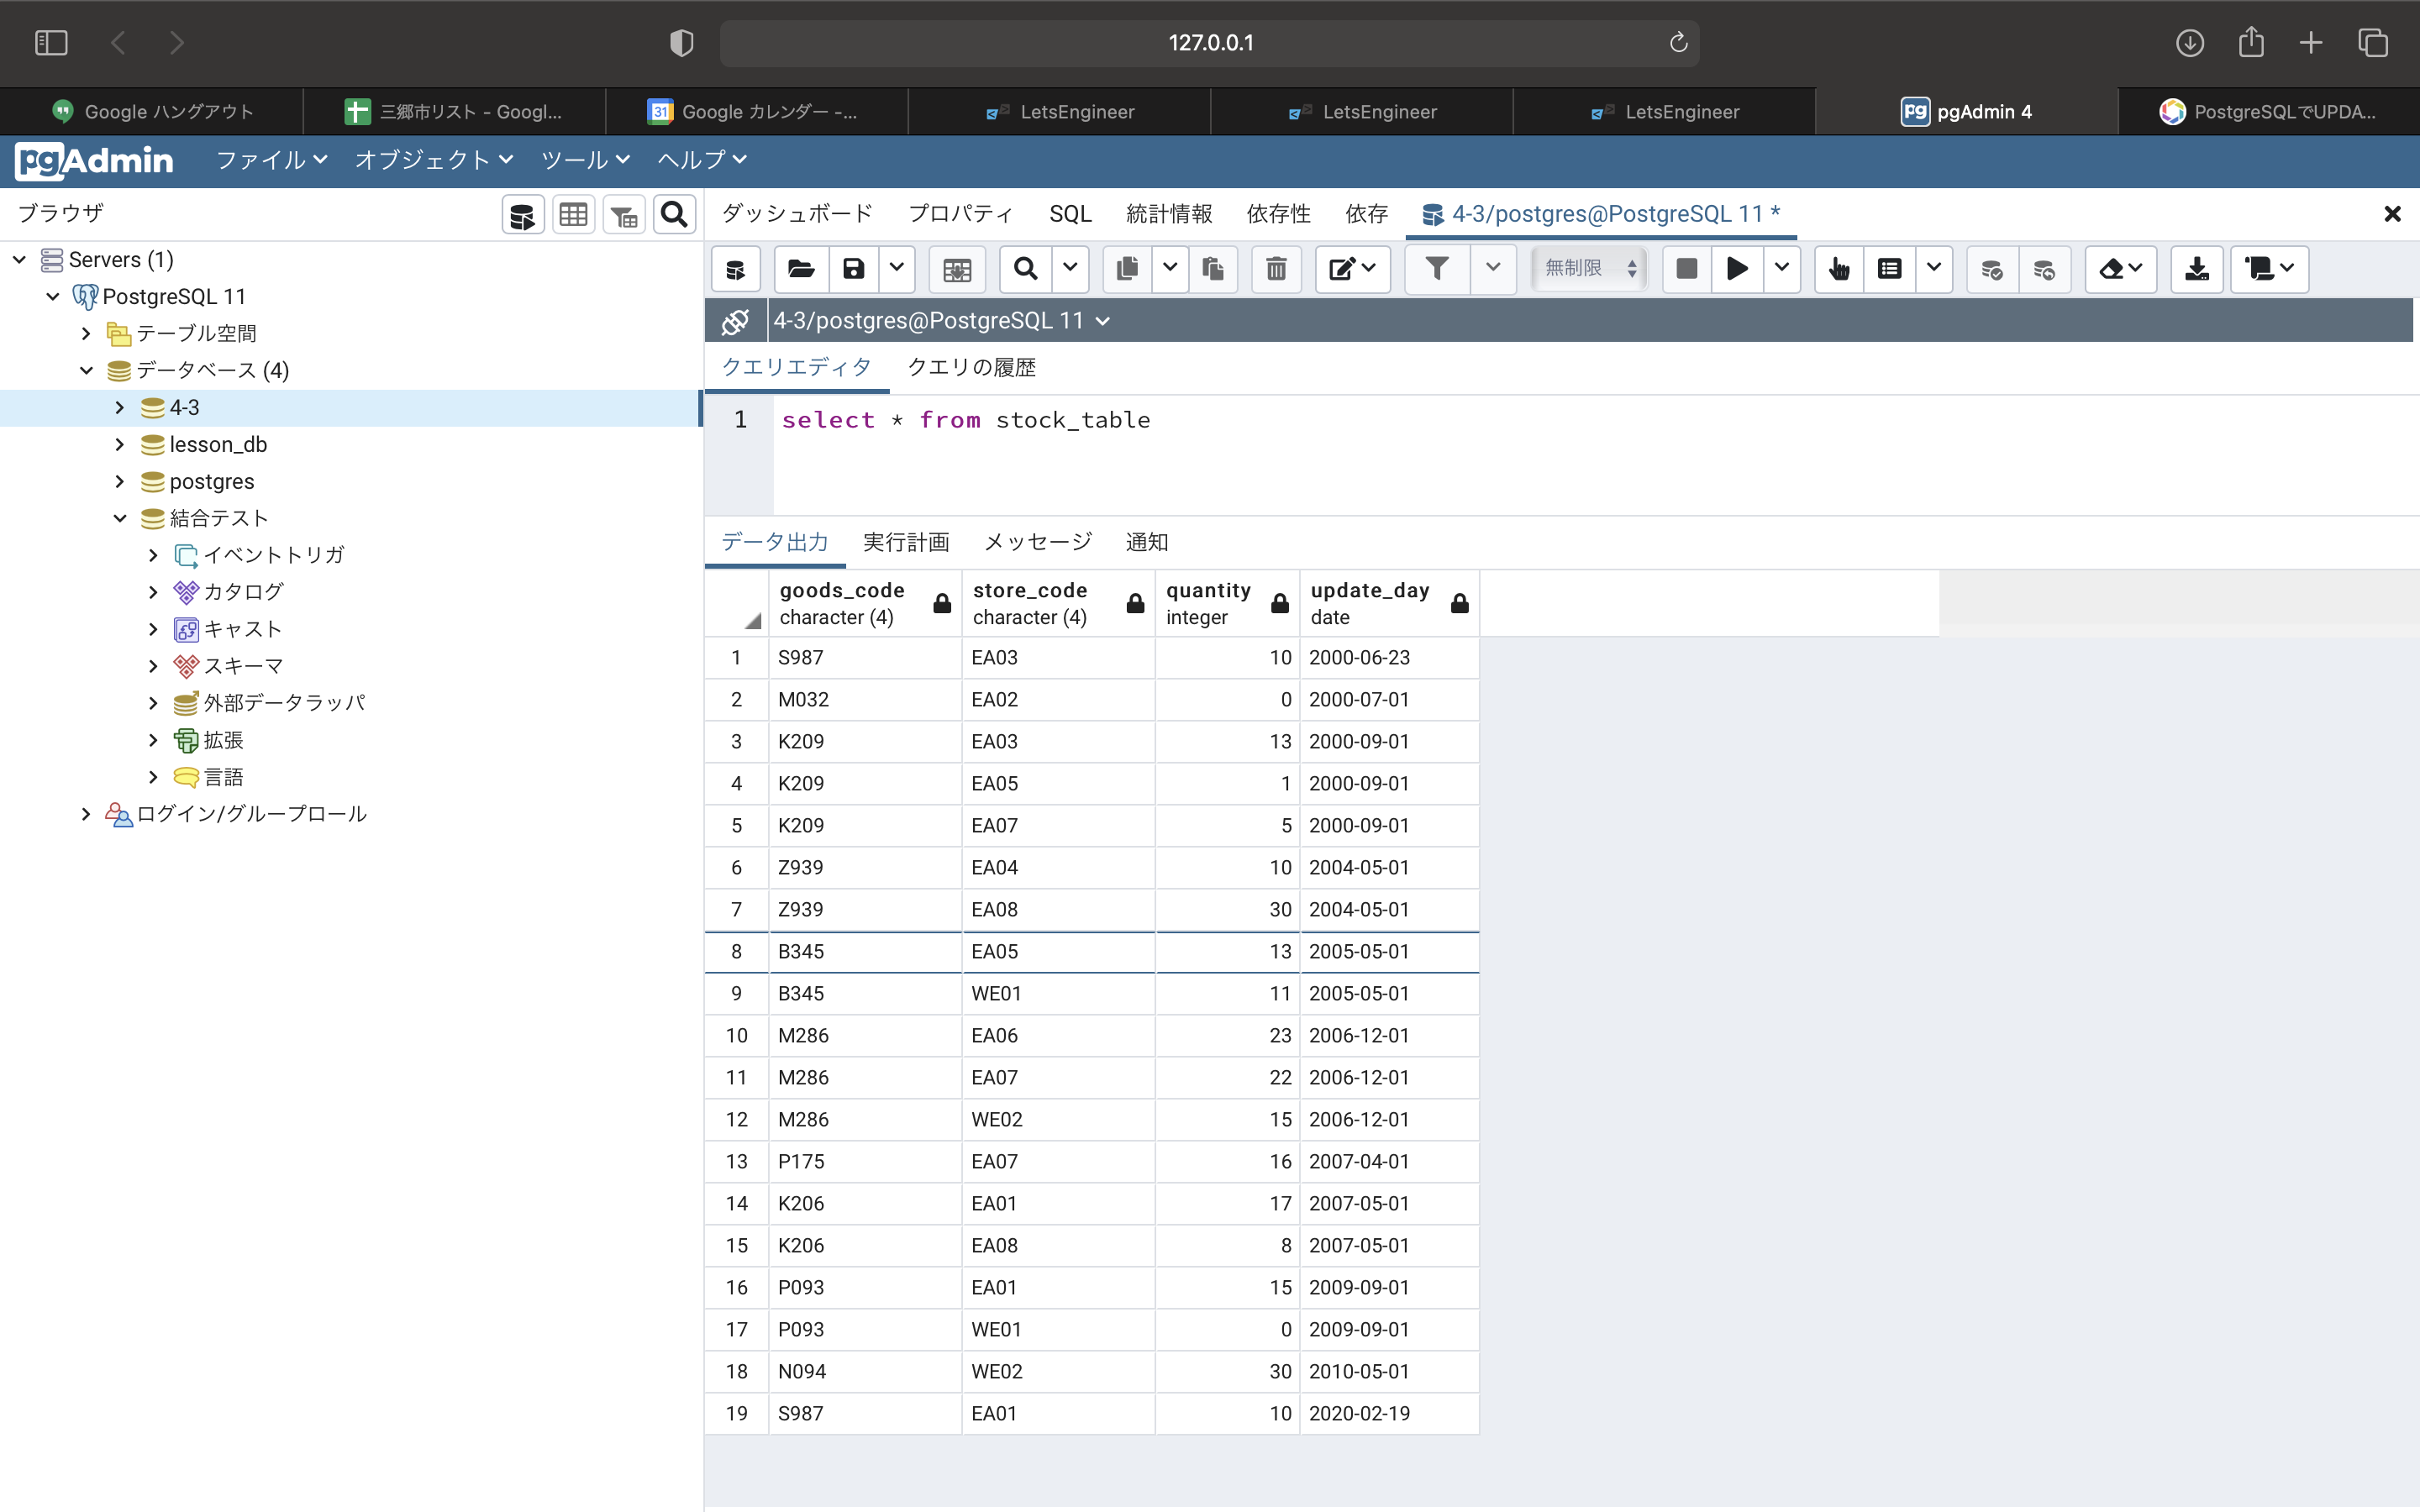 127.0.0.1
Google ハングアウト
三郷市リスト - Googl...
31 Google カレンダー -...
LetsEngineer
LetsEngineer
LetsEngineer
pg pgAdmin 4
PostgreSQLでUPDA...
pgAdmin ファイル オブジェクト ツール ヘルプ
ブラウザ
Servers (1)
PostgreSQL 11
テーブル空間
データベース (4)
4-3
lesson_db
postgres
結合テスト
イベントトリガ
カタログ
キャスト
スキーマ
外部データラッパ
拡張
言語
ログイン/グループロール
ダッシュボード プロパティ SQL 統計情報 依存性 依存 4-3/postgres@PostgreSQL 11 *
無制限
4-3/postgres@PostgreSQL 11
クエリエディタ クエリの履歴
1 select * from stock_table
データ出力 実行計画 メッセージ 通知
goods_code store_code quantity update_day
character (4) character (4) integer date
1 S987 EA03 10 2000-06-23
2 M032 EA02 0 2000-07-01
3 K209 EA03 13 2000-09-01
4 K209 EA05 1 2000-09-01
5 K209 EA07 5 2000-09-01
6 Z939 EA04 10 2004-05-01
7 Z939 EA08 30 2004-05-01
8 B345 EA05 13 2005-05-01
9 B345 WE01 11 2005-05-01
10 M286 EA06 23 2006-12-01
11 M286 EA07 22 2006-12-01
12 M286 WE02 15 2006-12-01
13 P175 EA07 16 2007-04-01
14 K206 EA01 17 2007-05-01
15 K206 EA08 8 2007-05-01
16 P093 EA01 15 2009-09-01
17 P093 WE01 0 2009-09-01
18 N094 WE02 30 2010-05-01
19 S987 EA01 10 2020-02-19